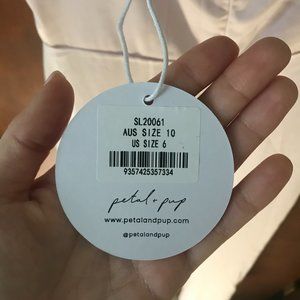 SL20061
AUS SIZE 10
US SIZE 6
9357425357334
petal + pup
www.petalandpup.com
@petalandpup